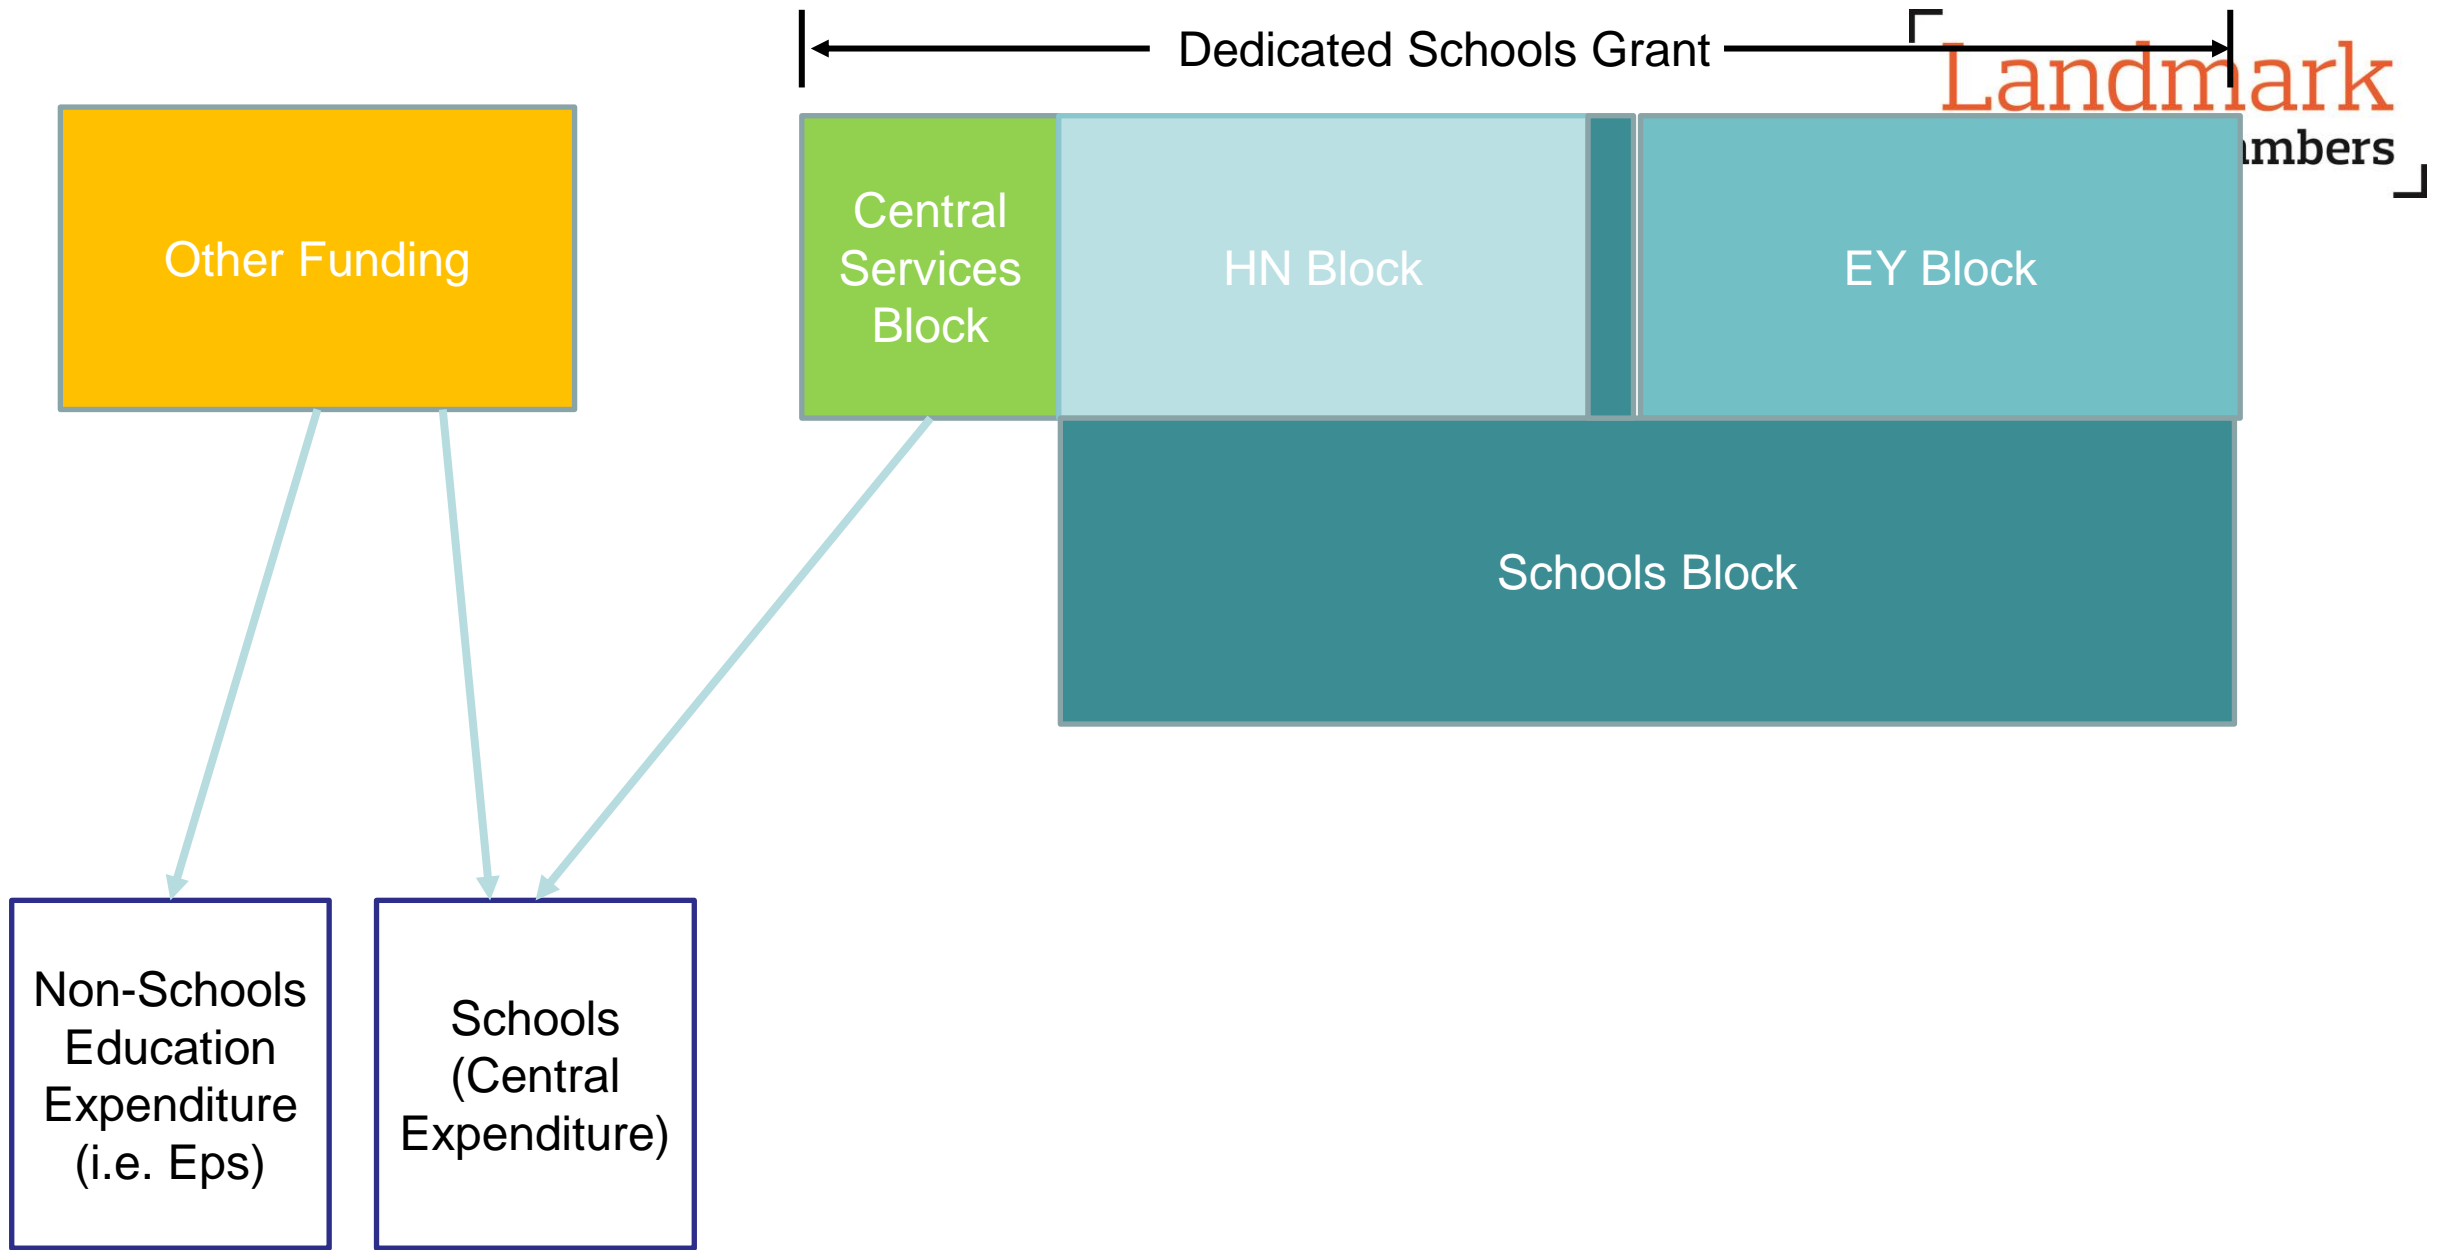 Dedicated Schools Grant
Landmark
Other Funding
Central
Services
Block
HN Block
EY Block
Schools Block
Non-Schools
Education
Expenditure
(i.e. Eps)
Schools
(Central
Expenditure)